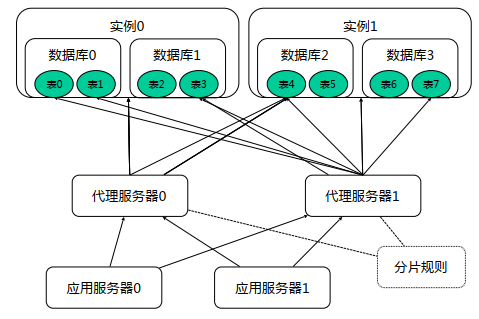 实例0 实例1
数据库0 数据库1 数据库2 数据库3
表0 表1 表2 表3 表4 表5 表6 表7
代理服务器0 代理服务器1
分片规则
应用服务器0 应用服务器1